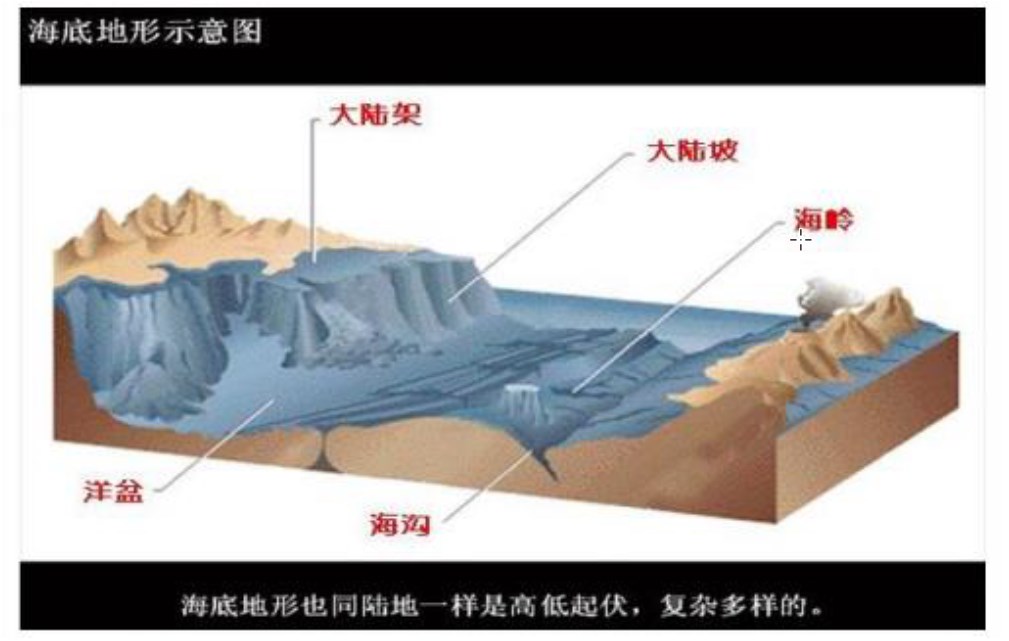 海底地形示意图
大陆架
大陆坡
海岭
洋盆
海沟
海底地形也同陆地一样是高低起伏，复杂多样的。